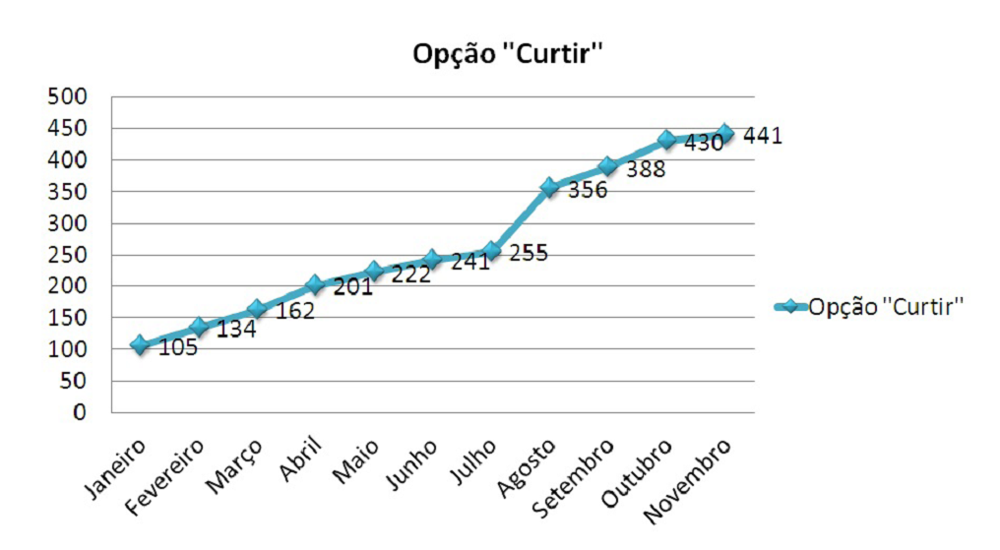 Opção "Curtir"
500
450
400
350
300
250
200
150
100
50
0
105
134
162
201
222
241
255
356
388
430
441
Opção "Curtir"
Janeiro
Fevereiro
Março
Abril
Maio
Junho
Julho
Agosto
Setembro
Outubro
Novembro